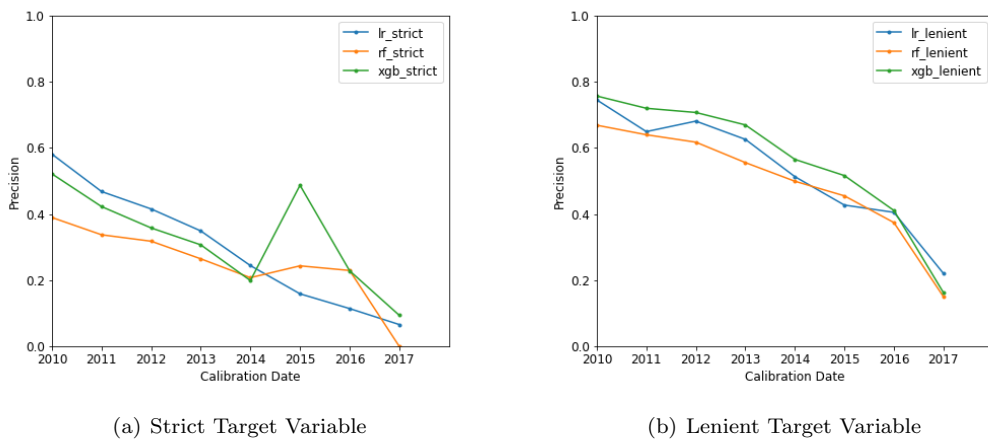 1.0
0.8
0.6
0.4
0.2
0.0
Precision
lr_strict
rf_strict
xgb_strict
2010 2011 2012 2013 2014 2015 2016 2017
Calibration Date
(a) Strict Target Variable
1.0
0.8
0.6
0.4
0.2
0.0
Precision
lr_lenient
rf_lenient
xgb_lenient
2010 2011 2012 2013 2014 2015 2016 2017
Calibration Date
(b) Lenient Target Variable